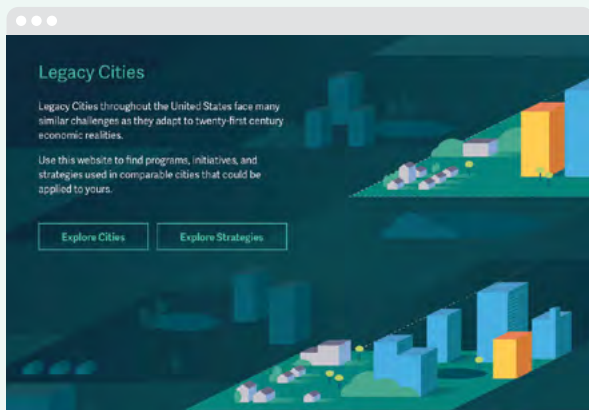 Legacy Cities
Legacy Cities throughout the United States face many
similar challenges as they adapt to twenty-first century
economic realities.
Use this website to find programs, initiatives, and
strategies used in comparable cities that could be
applied to yours.
Explore Cities
Explore Strategies